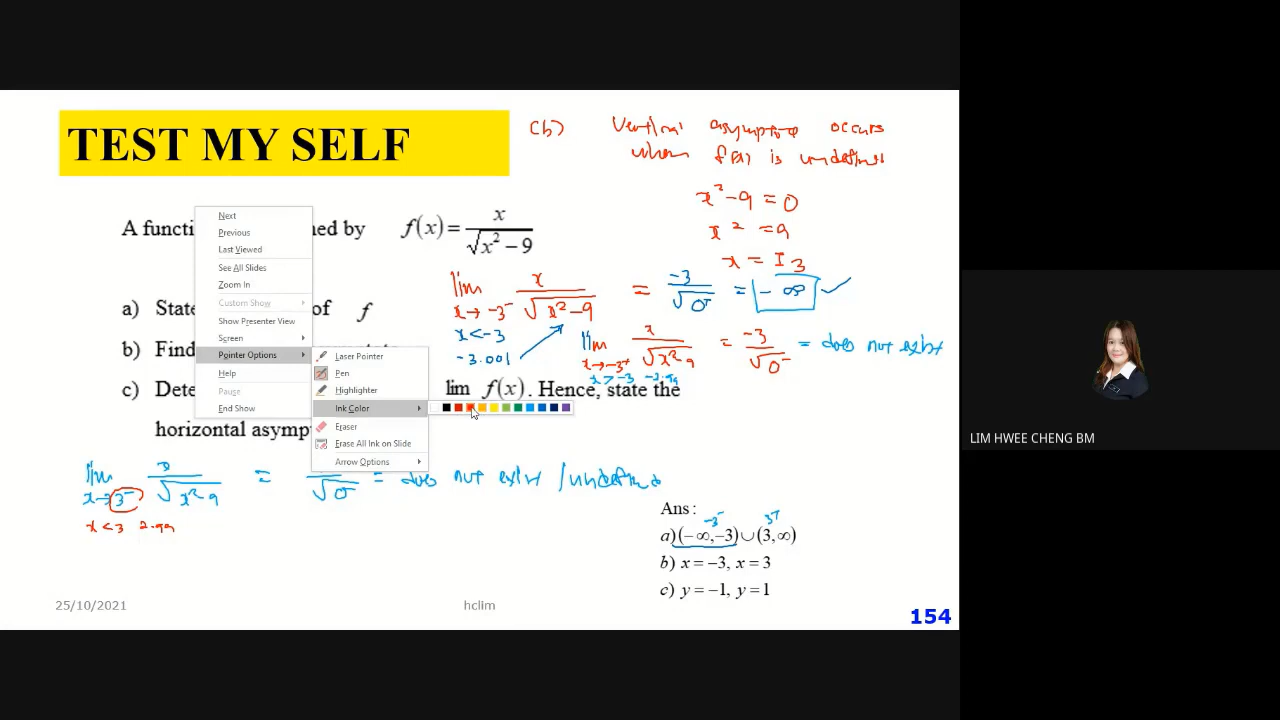 TEST MY SELF
(b) Vertical asymptote occurs
when f(x) is undefined
x² - 9 = 0
x² = 9
x = ± 3
A functi ned by f(x) = x / √x² − 9
lim x→-3⁻ x / √x²-9 = -3 / √0⁺ = - ∞ ✓
x < -3
-3.001
lim x→-3⁺ x / √x²-9 = -3 / √0⁻ = does not exist
x > -3 -2.99
a) State of f
b) Find
c) Dete lim f(x). Hence, state the
horizontal asymp
Next
Previous
Last Viewed
See All Slides
Zoom In
Custom Show
Show Presenter View
Screen
Pointer Options
Help
Pause
End Show
Laser Pointer
Pen
Highlighter
Ink Color
Eraser
Erase All Ink on Slide
Arrow Options
lim x→3⁻ x / √x²-9 = √0⁻ = does not exist / undefined
x < 3 2.99
Ans :
-3⁻ 3⁺
a) (− ∞, −3) ∪ (3, ∞)
b) x = −3, x = 3
c) y = −1, y = 1
25/10/2021
hclim
154
LIM HWEE CHENG BM